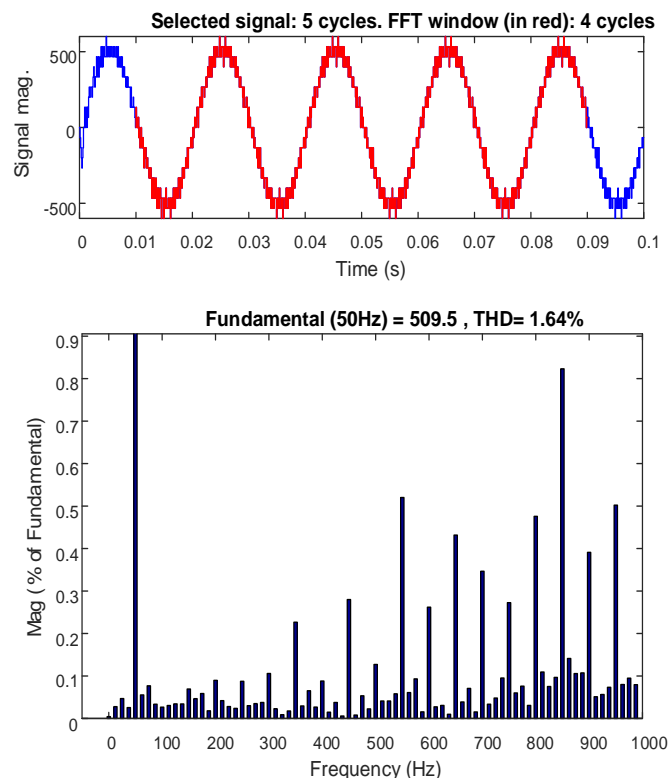 Selected signal: 5 cycles. FFT window (in red): 4 cycles
500
0
-500
Signal mag.
0 0.01 0.02 0.03 0.04 0.05 0.06 0.07 0.08 0.09 0.1
Time (s)
Fundamental (50Hz) = 509.5 , THD= 1.64%
0.9
0.8
0.7
0.6
0.5
0.4
0.3
0.2
0.1
0
Mag (% of Fundamental)
0 100 200 300 400 500 600 700 800 900 1000
Frequency (Hz)